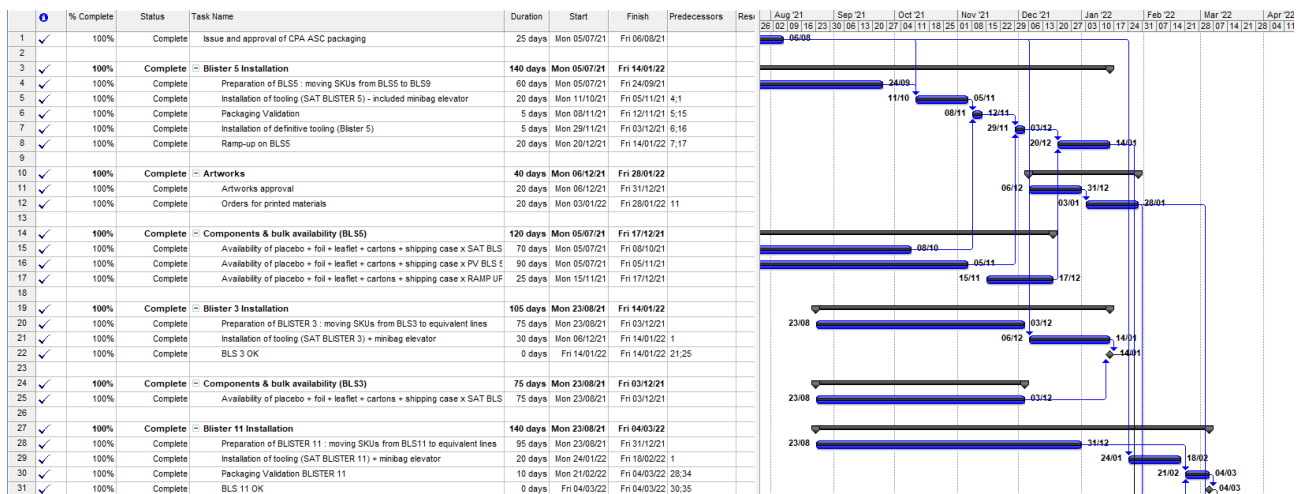 % Complete Status Task Name Duration Start Finish Predecessors Reso
Aug '21 Sep '21 Oct '21 Nov '21 Dec '21 Jan '22 Feb '22 Mar '22 Apr '22
26 02 09 16 23 30 06 13 20 27 04 11 18 25 01 08 15 22 29 06 13 20 27 03 10 17 24 31 07 14 21 28 07 14 21 28 04 11
1 100% Complete Issue and approval of CPA ASC packaging 25 days Mon 05/07/21 Fri 06/08/21 06/08
2
3 100% Complete Blister 5 Installation 140 days Mon 05/07/21 Fri 14/01/22
4 100% Complete Preparation of BLS5 : moving SKUs from BLS5 to BLS9 60 days Mon 05/07/21 Fri 24/09/21 24/09
5 100% Complete Installation of tooling (SAT BLISTER 5) - included minibag elevator 20 days Mon 11/10/21 Fri 05/11/21 4;1 11/10 05/11
6 100% Complete Packaging Validation 5 days Mon 08/11/21 Fri 12/11/21 5;15 08/11 12/11
7 100% Complete Installation of definitive tooling (Blister 5) 5 days Mon 29/11/21 Fri 03/12/21 6;16 29/11 03/12
8 100% Complete Ramp-up on BLS5 20 days Mon 20/12/21 Fri 14/01/22 7;17 20/12 14/01
9
10 100% Complete Artworks 40 days Mon 06/12/21 Fri 28/01/22
11 100% Complete Artworks approval 20 days Mon 06/12/21 Fri 31/12/21 06/12 31/12
12 100% Complete Orders for printed materials 20 days Mon 03/01/22 Fri 28/01/22 11 03/01 28/01
13
14 100% Complete Components & bulk availability (BLS5) 120 days Mon 05/07/21 Fri 17/12/21
15 100% Complete Availability of placebo + foil + leaflet + cartons + shipping case x SAT BLS 70 days Mon 05/07/21 Fri 08/10/21 08/10
16 100% Complete Availability of placebo + foil + leaflet + cartons + shipping case x PV BLS 5 90 days Mon 05/07/21 Fri 05/11/21 05/11
17 100% Complete Availability of placebo + foil + leaflet + cartons + shipping case x RAMP UP 25 days Mon 15/11/21 Fri 17/12/21 15/11 17/12
18
19 100% Complete Blister 3 Installation 105 days Mon 23/08/21 Fri 14/01/22
20 100% Complete Preparation of BLISTER 3 : moving SKUs from BLS3 to equivalent lines 75 days Mon 23/08/21 Fri 03/12/21 23/08 03/12
21 100% Complete Installation of tooling (SAT BLISTER 3) + minibag elevator 30 days Mon 06/12/21 Fri 14/01/22 1 06/12 14/01
22 100% Complete BLS 3 OK 0 days Fri 14/01/22 Fri 14/01/22 21;25 14/01
23
24 100% Complete Components & bulk availability (BLS3) 75 days Mon 23/08/21 Fri 03/12/21
25 100% Complete Availability of placebo + foil + leaflet + cartons + shipping case x SAT BLS 75 days Mon 23/08/21 Fri 03/12/21 23/08 03/12
26
27 100% Complete Blister 11 Installation 140 days Mon 23/08/21 Fri 04/03/22
28 100% Complete Preparation of BLISTER 11 : moving SKUs from BLS11 to equivalent lines 95 days Mon 23/08/21 Fri 31/12/21 23/08 31/12
29 100% Complete Installation of tooling (SAT BLISTER 11) + minibag elevator 20 days Mon 24/01/22 Fri 18/02/22 1 24/01 18/02
30 100% Complete Packaging Validation BLISTER 11 10 days Mon 21/02/22 Fri 04/03/22 28;34 21/02 04/03
31 100% Complete BLS 11 OK 0 days Fri 04/03/22 Fri 04/03/22 30;35 04/03